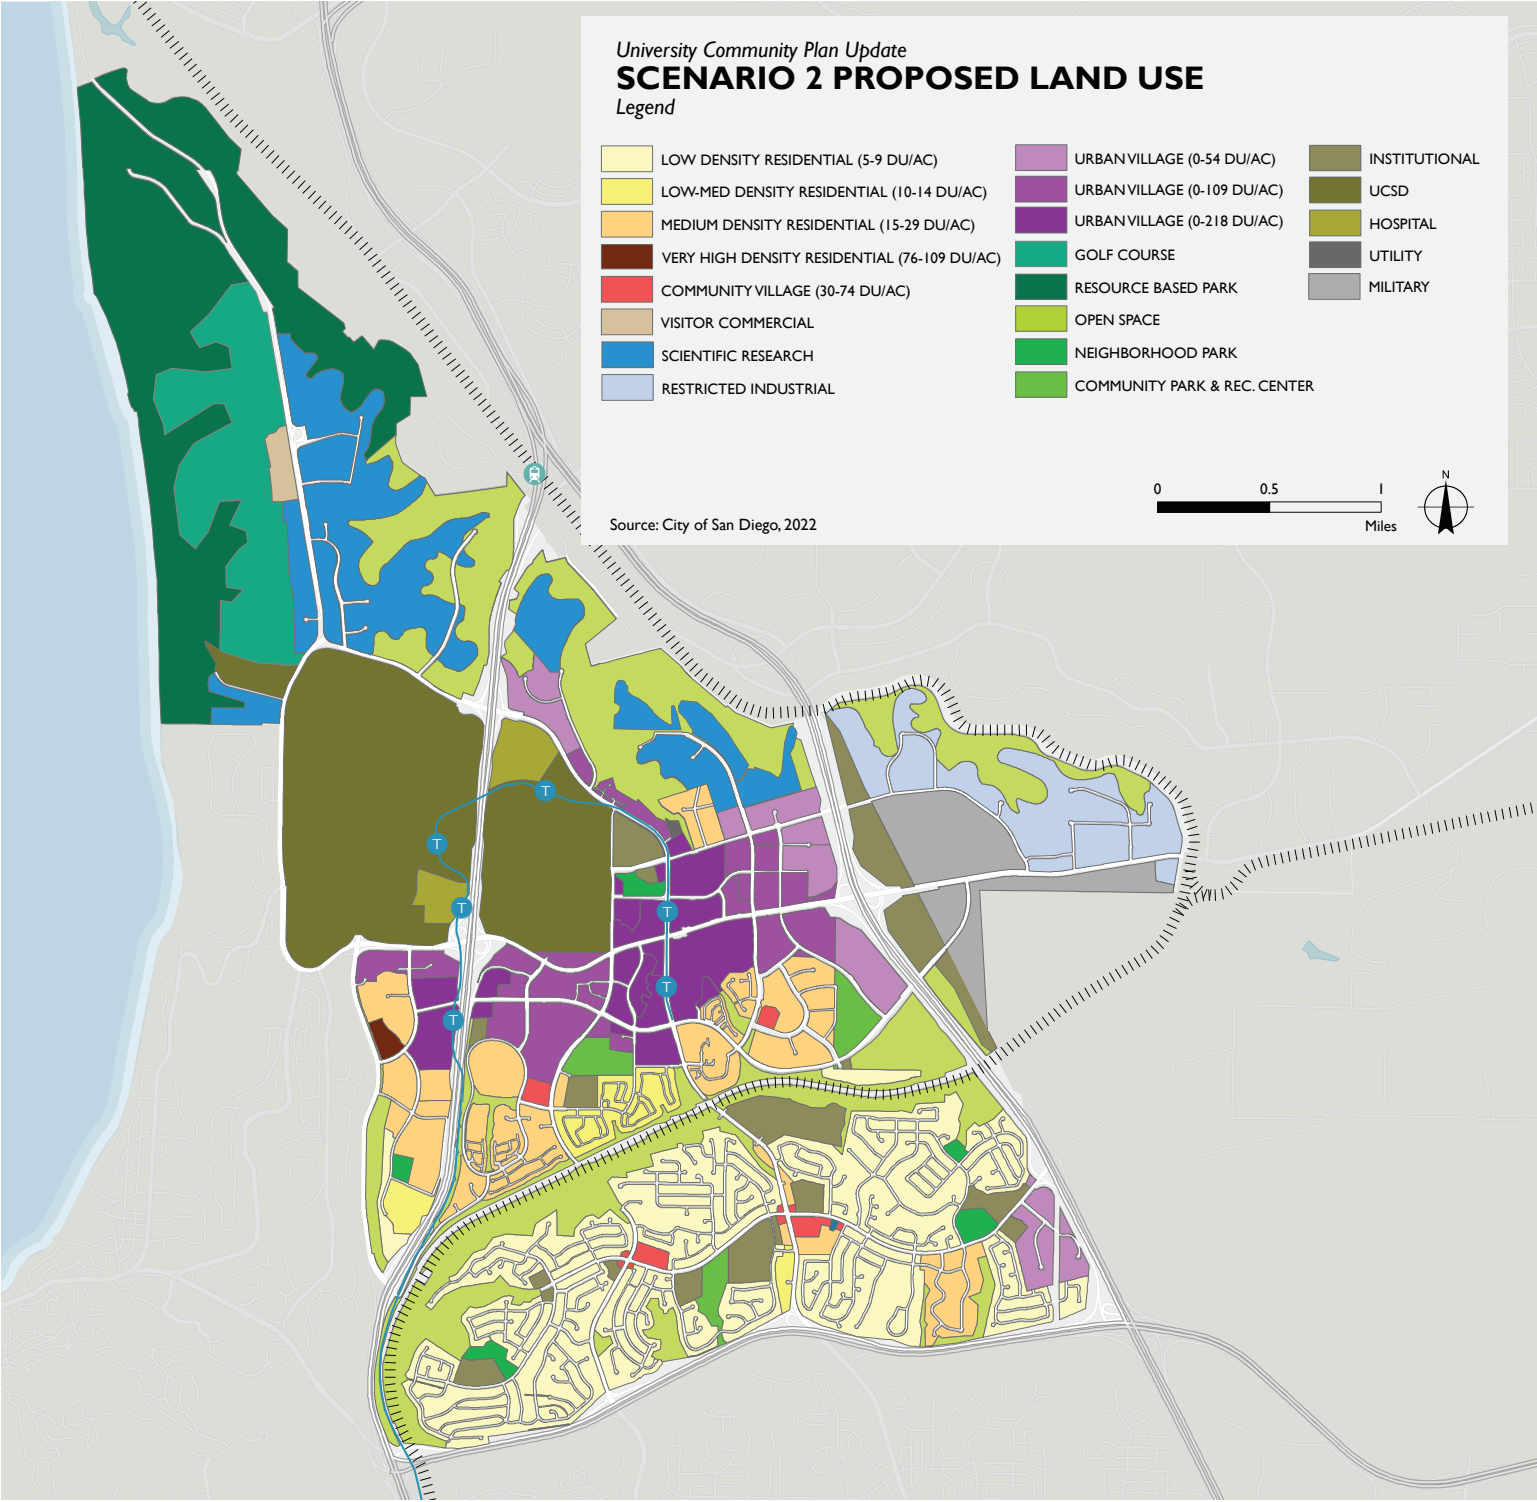 University Community Plan Update
SCENARIO 2 PROPOSED LAND USE
Legend
LOW DENSITY RESIDENTIAL (5-9 DU/AC)
LOW-MED DENSITY RESIDENTIAL (10-14 DU/AC)
MEDIUM DENSITY RESIDENTIAL (15-29 DU/AC)
VERY HIGH DENSITY RESIDENTIAL (76-109 DU/AC)
COMMUNITY VILLAGE (30-74 DU/AC)
VISITOR COMMERCIAL
SCIENTIFIC RESEARCH
RESTRICTED INDUSTRIAL
URBAN VILLAGE (0-54 DU/AC)
URBAN VILLAGE (0-109 DU/AC)
URBAN VILLAGE (0-218 DU/AC)
GOLF COURSE
RESOURCE BASED PARK
OPEN SPACE
NEIGHBORHOOD PARK
COMMUNITY PARK & REC. CENTER
INSTITUTIONAL
UCSD
HOSPITAL
UTILITY
MILITARY
0 0.5 1
Miles
N
Source: City of San Diego, 2022
T
T
T
T
T
T